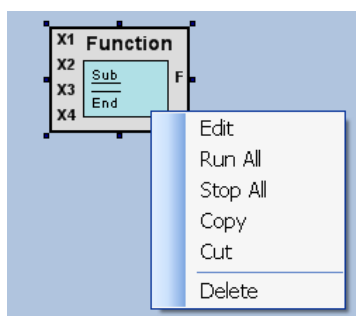 X1 Function
X2
Sub
F
X3
End
X4
Edit
Run All
Stop All
Copy
Cut
Delete